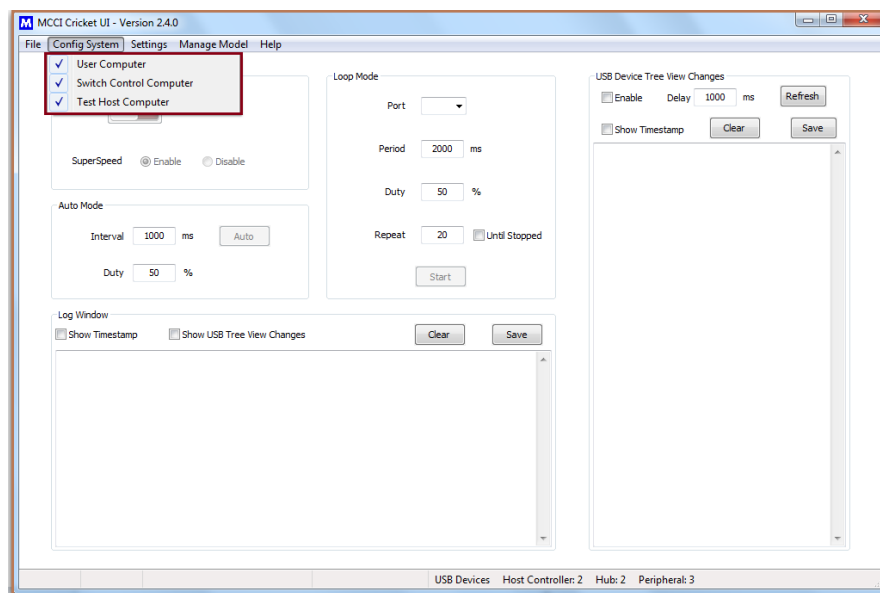 MCCI Cricket UI - Version 2.4.0
File Config System Settings Manage Model Help
User Computer
Switch Control Computer
Test Host Computer
SuperSpeed Enable Disable
Auto Mode
Interval 1000 ms Auto
Duty 50 %
Loop Mode
Port
Period 2000 ms
Duty 50 %
Repeat 20 Until Stopped
Start
USB Device Tree View Changes
Enable Delay 1000 ms Refresh
Show Timestamp Clear Save
Log Window
Show Timestamp Show USB Tree View Changes Clear Save
USB Devices Host Controller: 2 Hub: 2 Peripheral: 3